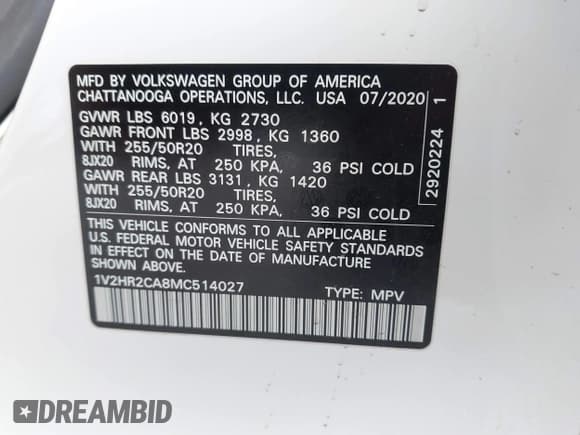 MFD BY VOLKSWAGEN GROUP OF AMERICA
CHATTANOOGA OPERATIONS, LLC. USA 07/2020
GVWR LBS 6019, KG 2730
GAWR FRONT LBS 2998, KG 1360
WITH 255/50R20 TIRES,
8JX20 RIMS, AT 250 KPA, 36 PSI COLD
GAWR REAR LBS 3131, KG 1420
WITH 255/50R20 TIRES,
8JX20 RIMS, AT 250 KPA, 36 PSI COLD
THIS VEHICLE CONFORMS TO ALL APPLICABLE
U.S. FEDERAL MOTOR VEHICLE SAFETY STANDARDS
IN EFFECT ON THE DATE OF MANUFACTURE
SHOWN ABOVE.
1V2HR2CA8MC514027 TYPE: MPV
2920224 1
DREAMBID